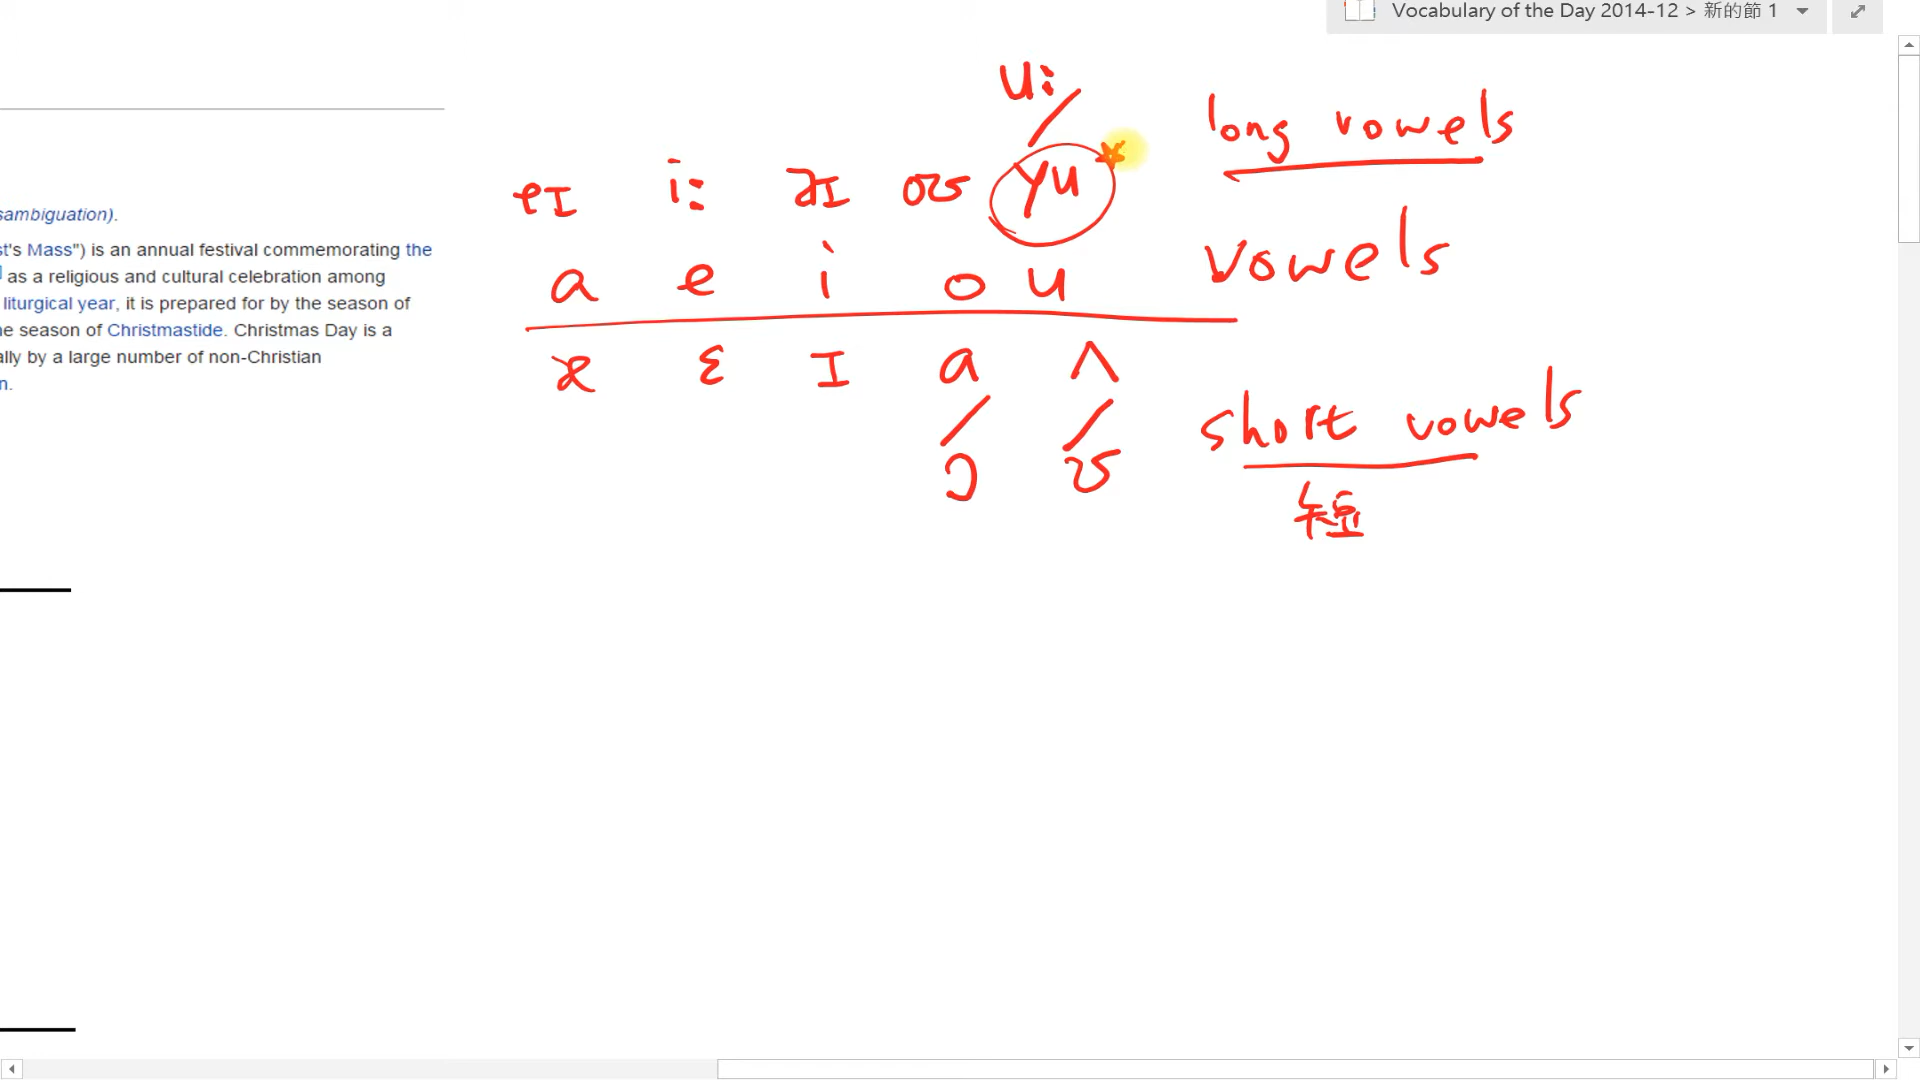 Vocabulary of the Day 2014-12 > 新的節 1
u:
long vowels
eɪ i: aɪ oʊ yu *
sambiguation).
st's Mass") is an annual festival commemorating the
as a religious and cultural celebration among
liturgical year, it is prepared for by the season of
e season of Christmastide. Christmas Day is a
ally by a large number of non-Christian
n.
a e i o u vowels
æ ɛ ɪ a ʌ
ɔ ʊ short vowels
短